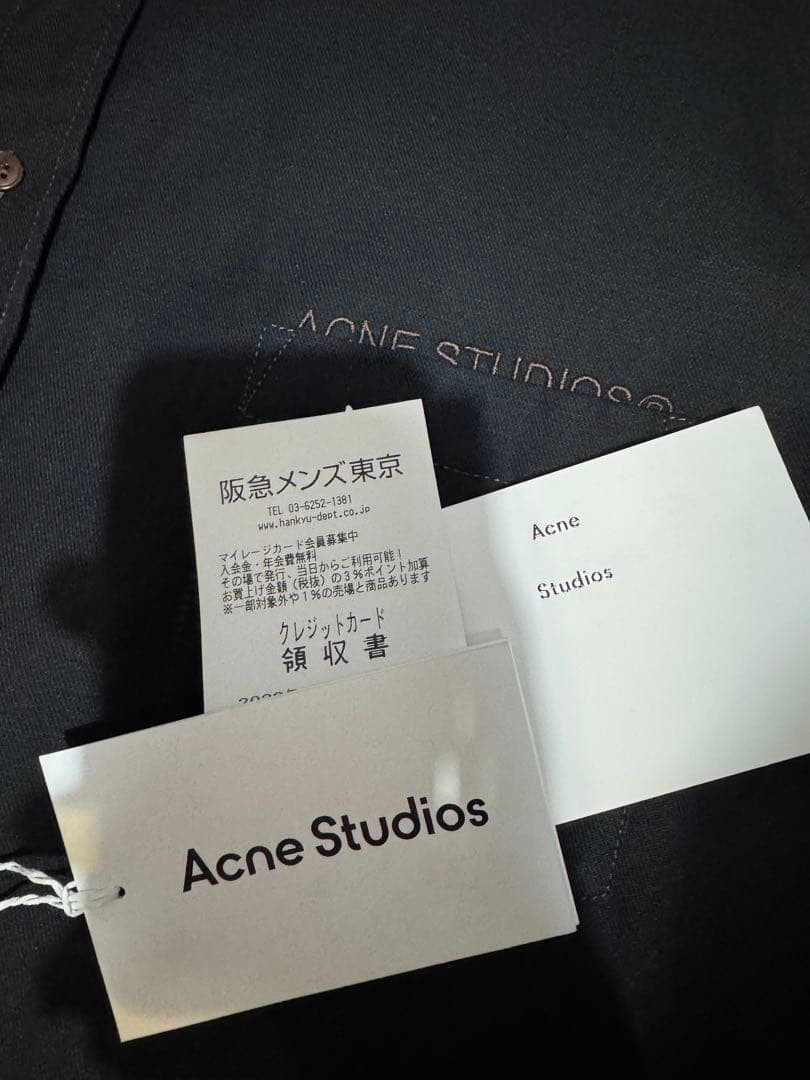 ACNE STUDIOS®
阪急メンズ東京
TEL 03-6252-1381
www.hankyu-dept.co.jp
マイレージカード会員募集中
入会金・年会費無料
その場で発行、当日からご利用可能！
お買上げ金額（税抜）の３％ポイント加算
※一部対象外や１％の売場と商品あります
クレジットカード
領収書
Acne
Studios
Acne Studios